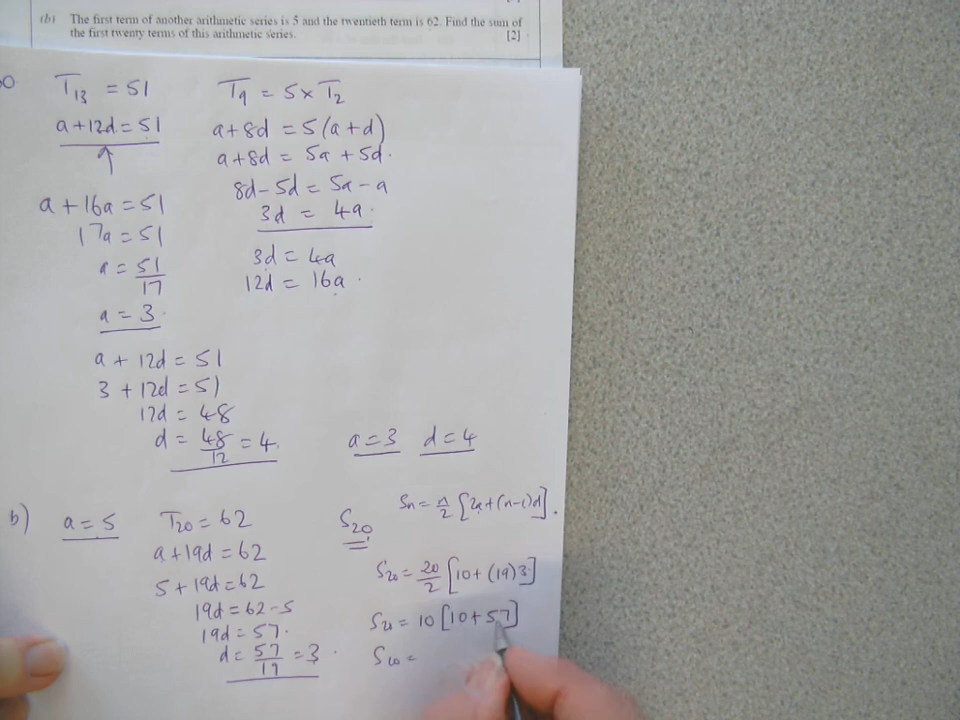 (b) The first term of another arithmetic series is 5 and the twentieth term is 62. Find the sum of
the first twenty terms of this arithmetic series. [2]
T13 = 51
a+12d = 51
a + 16a = 51
17a = 51
a = 51/17
a = 3
a + 12d = 51
3 + 12d = 51
12d = 48
d = 48/12 = 4
T9 = 5 × T2
a+8d = 5(a+d)
a+8d = 5a + 5d
8d - 5d = 5a - a
3d = 4a
3d = 4a
12d = 16a
a = 3 d = 4
b) a = 5
T20 = 62
a + 19d = 62
5 + 19d = 62
19d = 62 - 5
19d = 57
d = 57/19 = 3
S20
Sn = n/2 [2a+(n-1)d].
S20 = 20/2 [10 + (19)3]
S20 = 10 [10 + 57]
S20 =